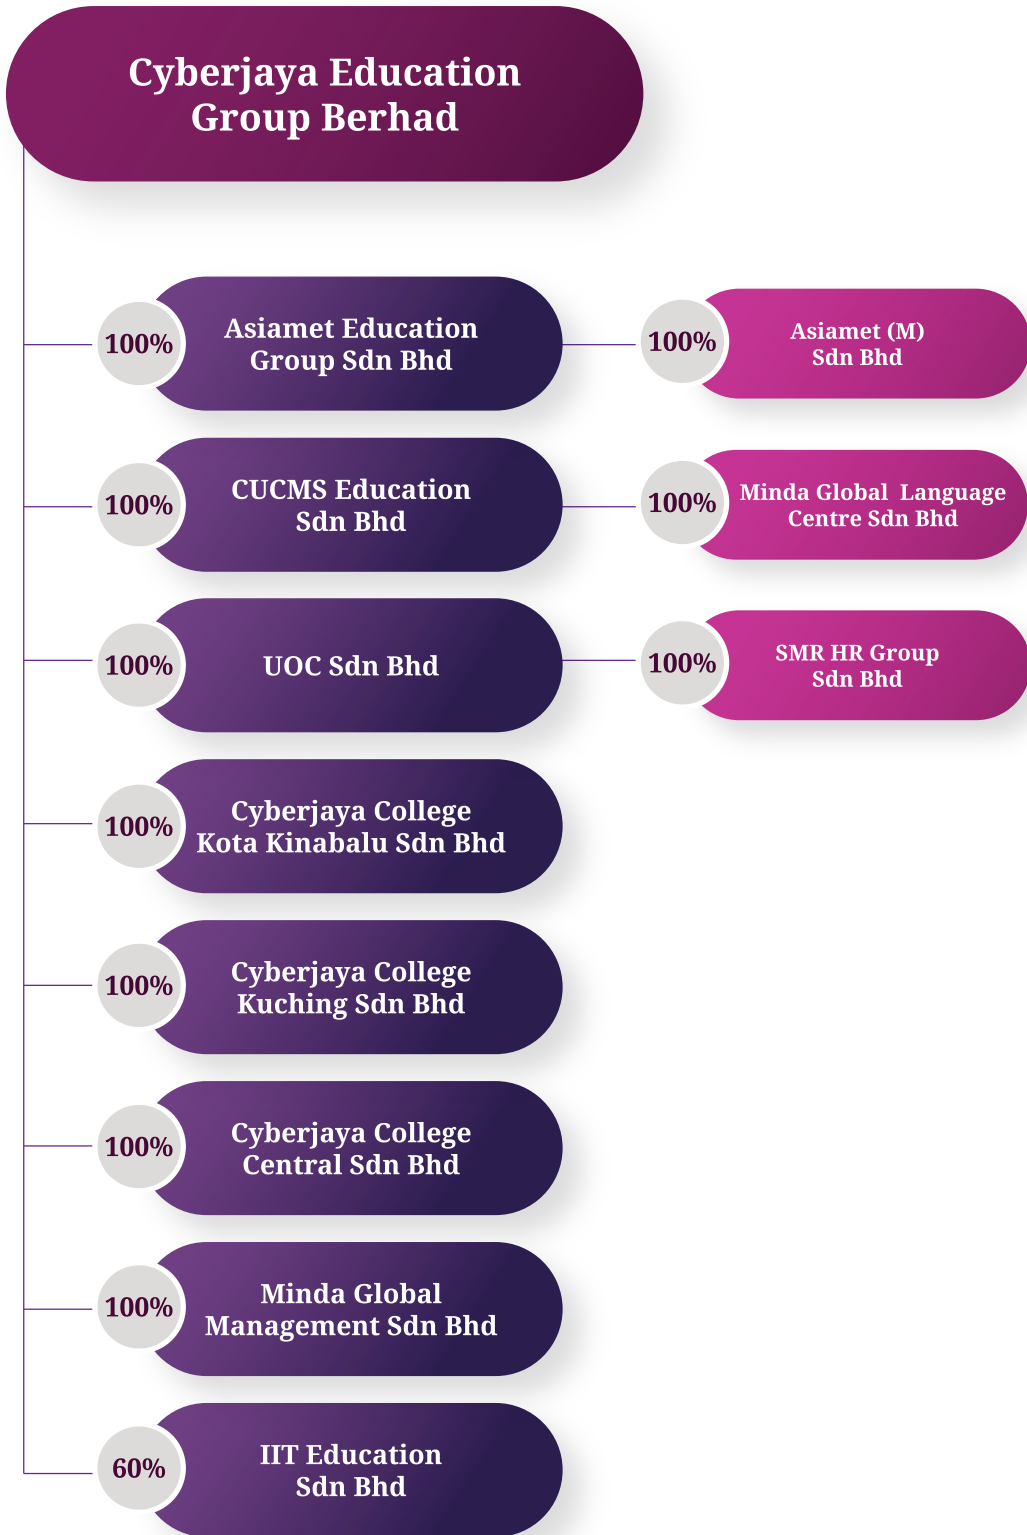 Cyberjaya Education
Group Berhad
100%
Asiamet Education
Group Sdn Bhd
100%
Asiamet (M)
Sdn Bhd
100%
CUCMS Education
Sdn Bhd
100%
Minda Global  Language
Centre Sdn Bhd
100%
UOC Sdn Bhd
100%
SMR HR Group
Sdn Bhd
100%
Cyberjaya College
Kota Kinabalu Sdn Bhd
100%
Cyberjaya College
Kuching Sdn Bhd
100%
Cyberjaya College
Central Sdn Bhd
100%
Minda Global
Management Sdn Bhd
60%
IIT Education
Sdn Bhd